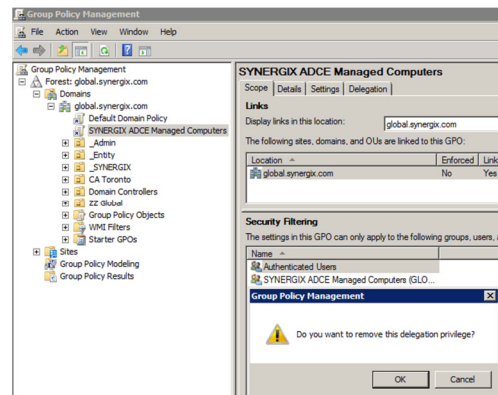 Group Policy Management
File Action View Window Help
Group Policy Management
Forest: global.synergix.com
Domains
global.synergix.com
Default Domain Policy
SYNERGIX ADCE Managed Computers
_Admin
_Entity
_SYNERGIX
CA Toronto
Domain Controllers
zz Global
Group Policy Objects
WMI Filters
Starter GPOs
Sites
Group Policy Modeling
Group Policy Results
SYNERGIX ADCE Managed Computers
Scope Details Settings Delegation
Links
Display links in this location: global.synergix.com
The following sites, domains, and OUs are linked to this GPO:
Location Enforced Link
global.synergix.com No Yes
Security Filtering
The settings in this GPO can only apply to the following groups, users,
Name
Authenticated Users
SYNERGIX ADCE Managed Computers (GLO...
Group Policy Management
Do you want to remove this delegation privilege?
OK Cancel